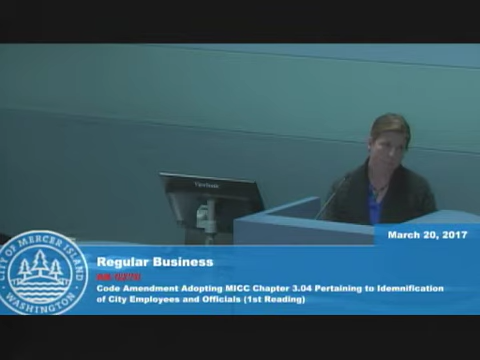 ViewSonic
March 20, 2017
CITY OF MERCER ISLAND
WASHINGTON
Regular Business
Code Amendment Adopting MICC Chapter 3.04 Pertaining to Idemnification
of City Employees and Officials (1st Reading)